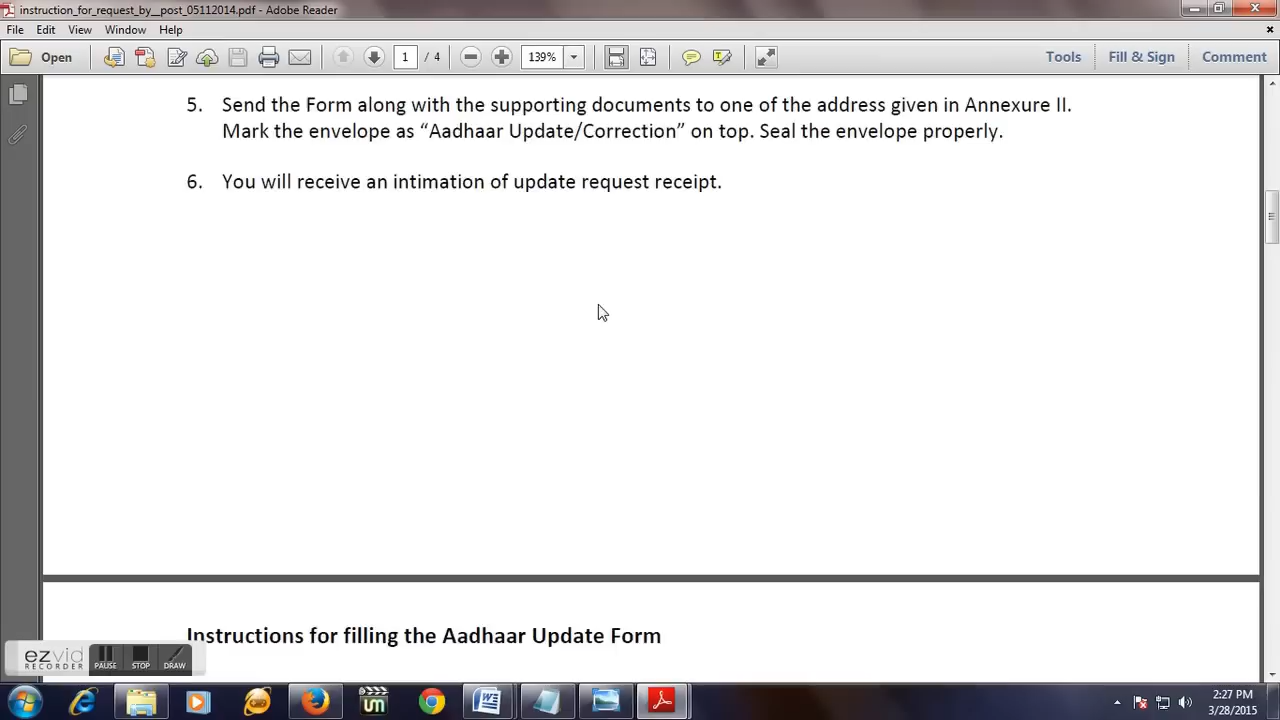 instruction_for_request_by__post_05112014.pdf - Adobe Reader
File Edit View Window Help
Open 1 / 4 139% Tools Fill & Sign Comment
5. Send the Form along with the supporting documents to one of the address given in Annexure II.
Mark the envelope as “Aadhaar Update/Correction” on top. Seal the envelope properly.
6. You will receive an intimation of update request receipt.
Instructions for filling the Aadhaar Update Form
ezvid
RECORDER
PAUSE STOP DRAW
um
2:27 PM
3/28/2015